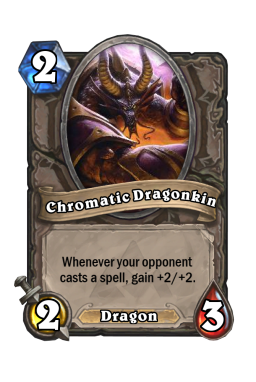 2
Chromatic Dragonkin
Whenever your opponent
casts a spell, gain +2/+2.
2
Dragon
3